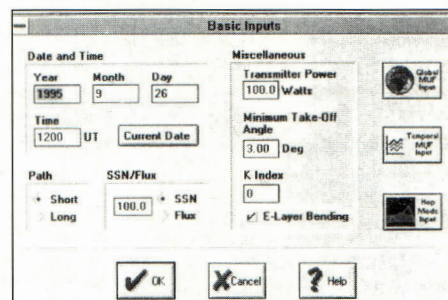 Basic Inputs
Date and Time
Year Month Day
1995 9 26
Time
1200 UT Current Date
Path SSN/Flux
Short
Long
100.0 SSN
Flux
Miscellaneous
Transmitter Power
100.0 Watts
Minimum Take-Off
Angle
3.00 Deg
K Index
0
E-Layer Bending
Global
MUF
Input
Temporal
MUF
Input
Hop
Mode
Input
OK Cancel Help